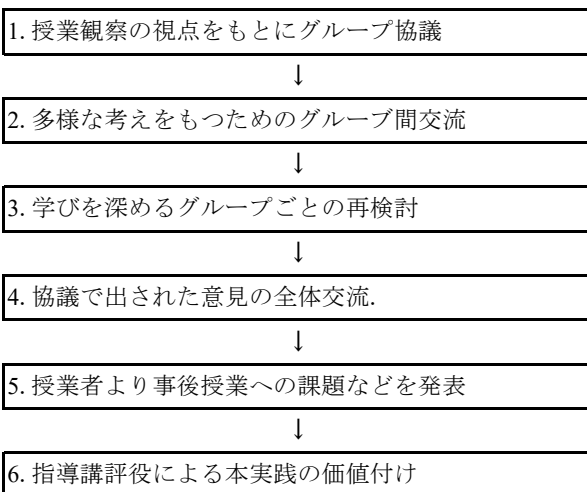 1. 授業観察の視点をもとにグループ協議
↓
2. 多様な考えをもつためのグルーブ間交流
↓
3. 学びを深めるグループごとの再検討
↓
4. 協議で出された意見の全体交流.
↓
5. 授業者より事後授業への課題などを発表
↓
6. 指導講評役による本実践の価値付け